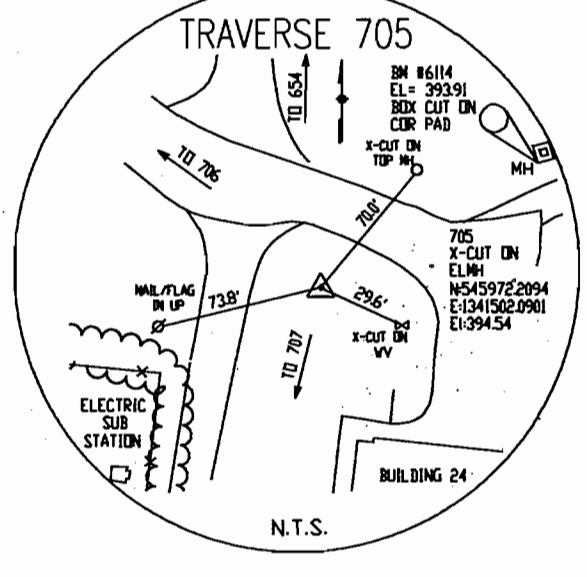 TRAVERSE 705
TO 654
BM #6114
EL= 393.91
BOX CUT ON
COR PAD
X-CUT ON
TOP MH
MH
TO 706
70.0'
705
X-CUT ON
ELMH
N:545972.2094
E:1341502.0901
El:394.54
NAIL/FLAG
IN UP
73.8'
29.6'
X-CUT ON
WV
TO 707
ELECTRIC
SUB
STATION
BUILDING 24
N.T.S.